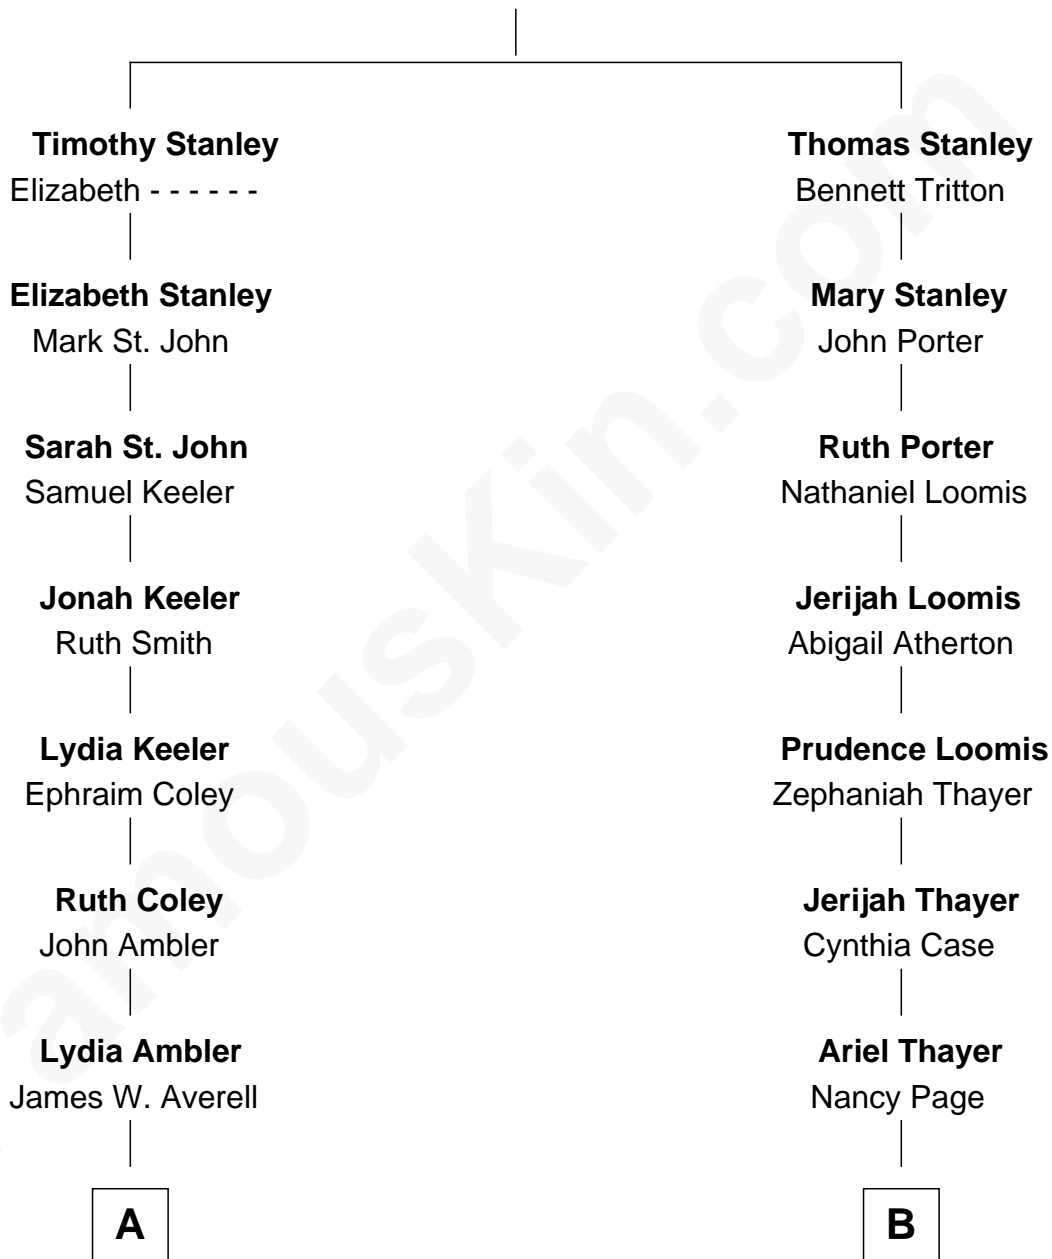 Timothy Stanley
Elizabeth - - - - - -
Elizabeth Stanley
Mark St. John
Sarah St. John
Samuel Keeler
Jonah Keeler
Ruth Smith
Lydia Keeler
Ephraim Coley
Ruth Coley
John Ambler
Lydia Ambler
James W. Averell
A
Thomas Stanley
Bennett Tritton
Mary Stanley
John Porter
Ruth Porter
Nathaniel Loomis
Jerijah Loomis
Abigail Atherton
Prudence Loomis
Zephaniah Thayer
Jerijah Thayer
Cynthia Case
Ariel Thayer
Nancy Page
B
amouskin.com